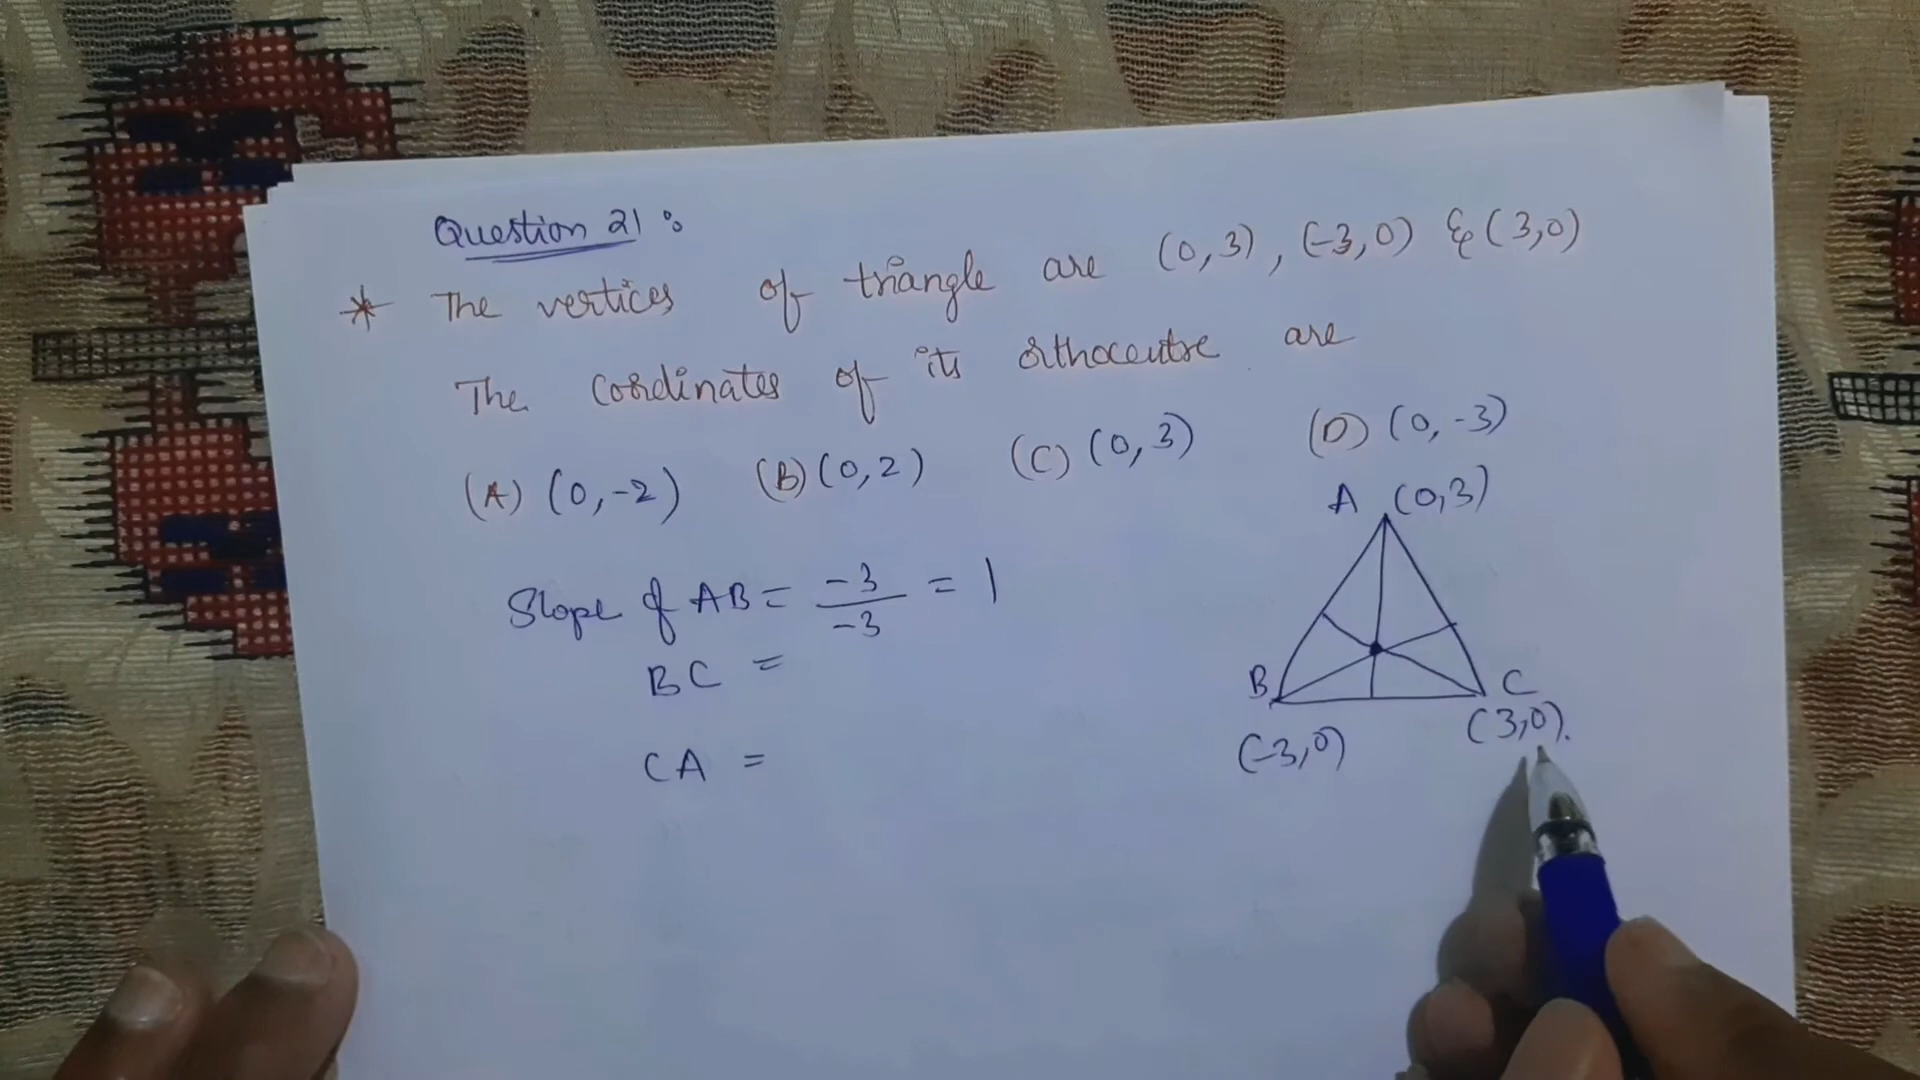 Question 21 :
* The vertices of triangle are (0,3), (-3,0) & (3,0)
The coordinates of its orthocentre are
(A) (0,-2) (B) (0,2) (C) (0,3) (D) (0,-3)
A (0,3)
Slope of AB = -3/-3 = 1
BC =
B C
(-3,0) (3,0).
CA =